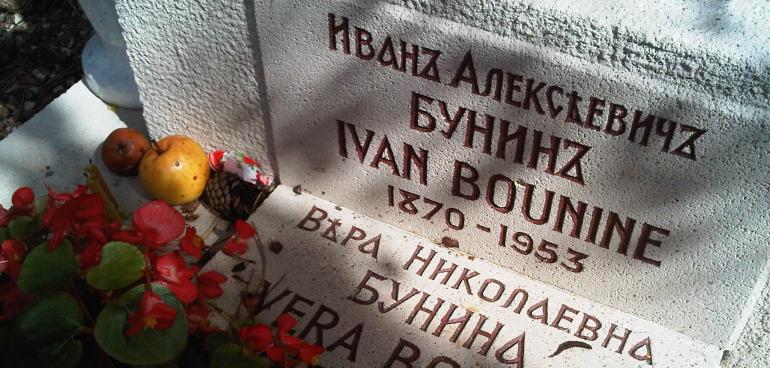 Иванъ Алексѣевичъ
Бунинъ
IVAN BOUNINE
1870-1953
Вѣра Николаевна
Бунина
VERA